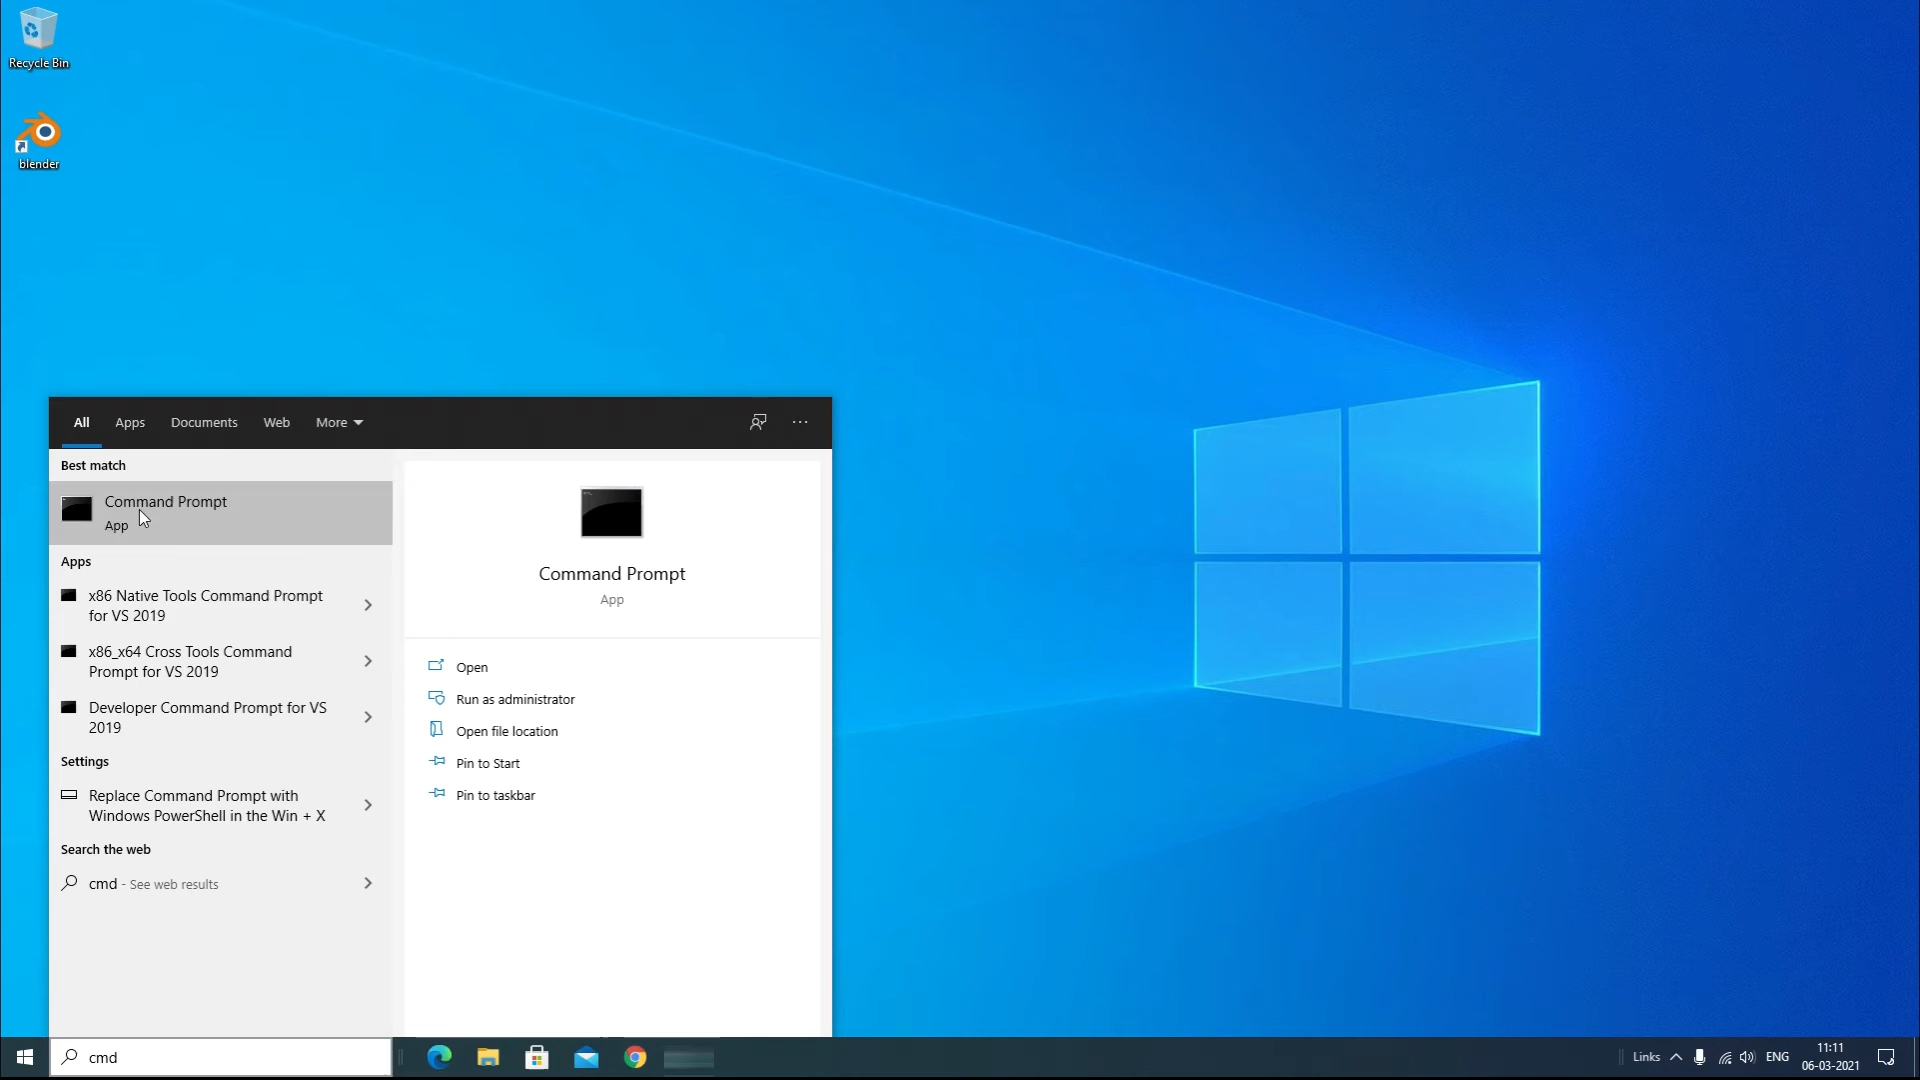 Recycle Bin
blender
All Apps Documents Web More
Best match
Command Prompt
App
Apps
x86 Native Tools Command Prompt
for VS 2019
x86_x64 Cross Tools Command
Prompt for VS 2019
Developer Command Prompt for VS
2019
Settings
Replace Command Prompt with
Windows PowerShell in the Win + X
Search the web
cmd - See web results
Command Prompt
App
Open
Run as administrator
Open file location
Pin to Start
Pin to taskbar
cmd
Links
ENG
11:11
06-03-2021